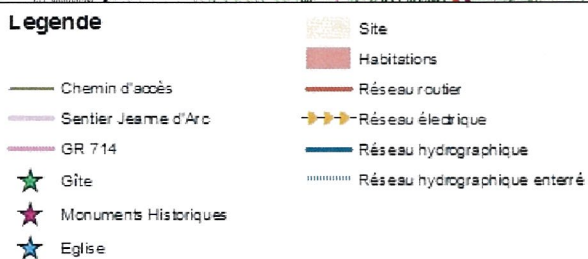 Legende
Chemin d'accès
Sentier Jeanne d'Arc
GR 714
Gîte
Monuments Historiques
Eglise
Site
Habitations
Réseau routier
Réseau électrique
Réseau hydrographique
Réseau hydrographique enterré